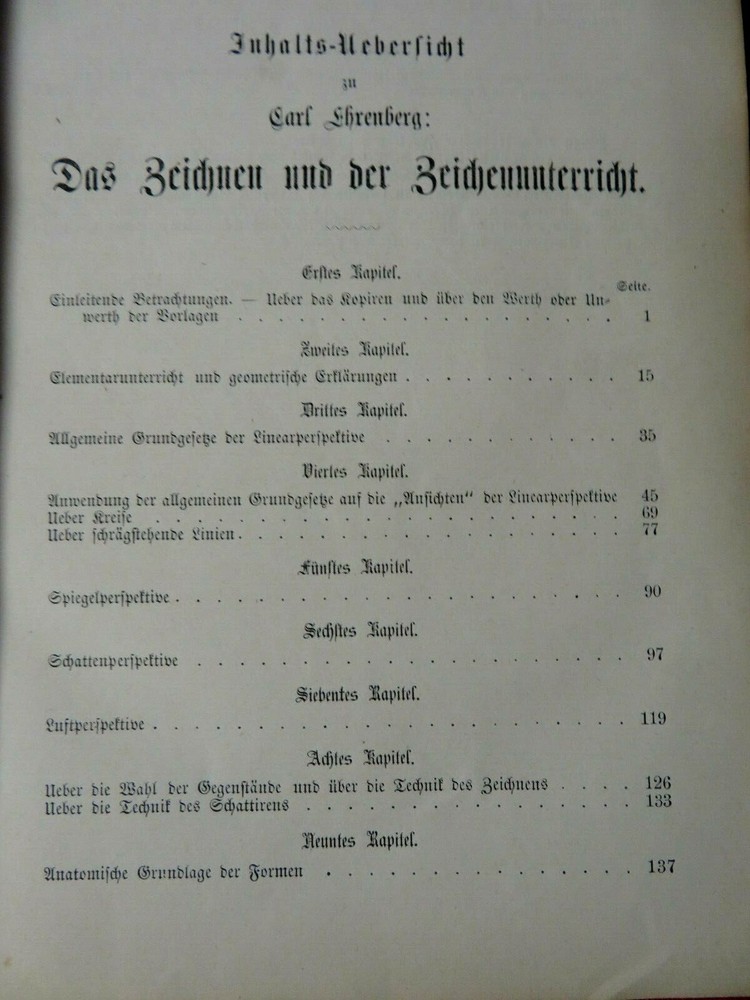 Inhalts-Uebersicht
zu
Carl Ehrenberg:
Das Zeichnen und der Zeichenunterricht.
Erstes Kapitel.
Seite.
Einleitende Betrachtungen. — Ueber das Kopiren und über den Werth oder Un-
werth der Vorlagen . . . . . . . . . . . . . . . . . 1
Zweites Kapitel.
Elementarunterricht und geometrische Erklärungen . . . . . . . . . . . 15
Drittes Kapitel.
Allgemeine Grundgesetze der Linearperspektive . . . . . . . . . . . . 35
Viertes Kapitel.
Anwendung der allgemeinen Grundgesetze auf die „Ansichten“ der Linearperspektive 45
Ueber Kreise . . . . . . . . . . . . . . . . . . . . . 69
Ueber schrägstehende Linien . . . . . . . . . . . . . . . . . 77
Fünftes Kapitel.
Spiegelperspektive . . . . . . . . . . . . . . . . . . . . 90
Sechstes Kapitel.
Schattenperspektive . . . . . . . . . . . . . . . . . . . 97
Siebentes Kapitel.
Luftperspektive . . . . . . . . . . . . . . . . . . . . . 119
Achtes Kapitel.
Ueber die Wahl der Gegenstände und über die Technik des Zeichnens . . . . 126
Ueber die Technik des Schattirens . . . . . . . . . . . . . . . 133
Neuntes Kapitel.
Anatomische Grundlage der Formen . . . . . . . . . . . . . 137